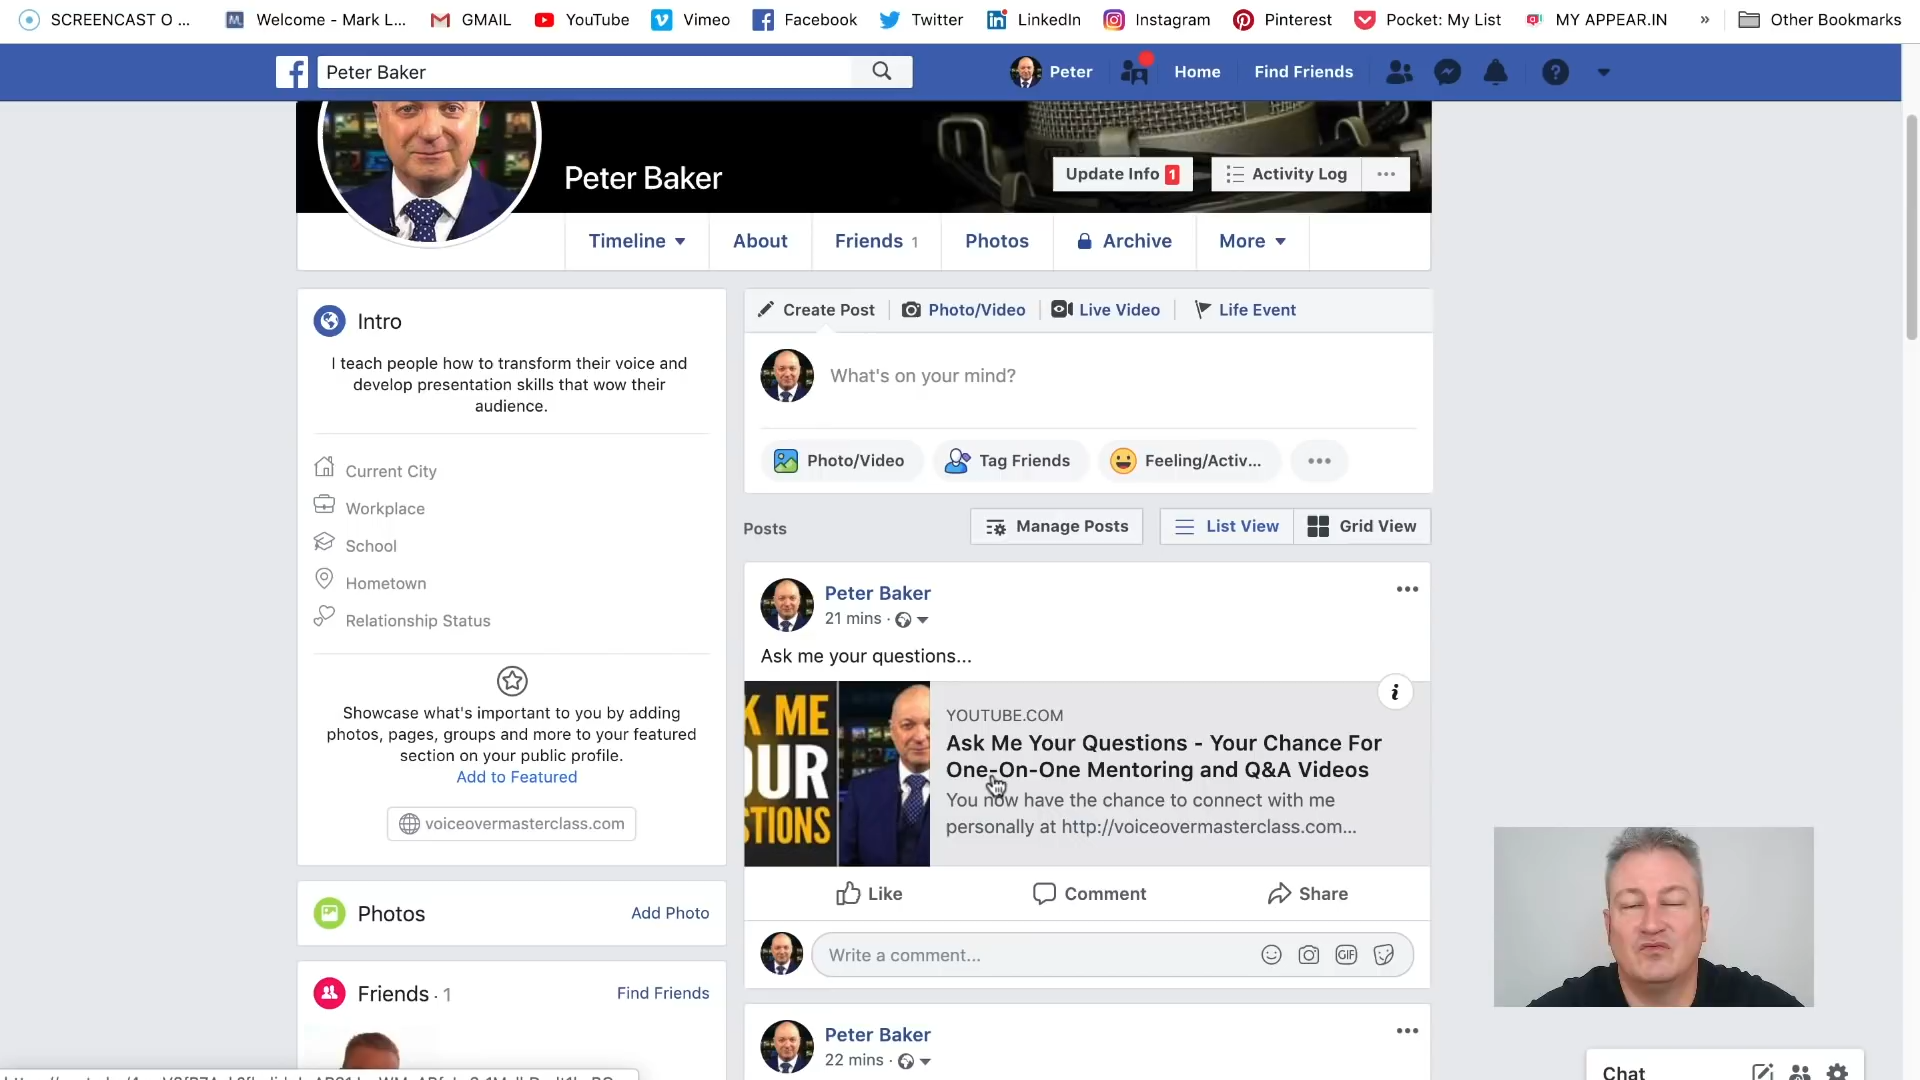 SCREENCAST O ... Welcome - Mark L... GMAIL YouTube Vimeo Facebook Twitter LinkedIn Instagram Pinterest Pocket: My List MY APPEAR.IN » Other Bookmarks
Peter Baker
Peter Home Find Friends
Peter Baker
Update Info 1 Activity Log
Timeline About Friends 1 Photos Archive More
Intro
I teach people how to transform their voice and
develop presentation skills that wow their
audience.
Current City
Workplace
School
Hometown
Relationship Status
Showcase what's important to you by adding
photos, pages, groups and more to your featured
section on your public profile.
Add to Featured
voiceovermasterclass.com
Photos Add Photo
Friends · 1 Find Friends
Create Post Photo/Video Live Video Life Event
What's on your mind?
Photo/Video Tag Friends Feeling/Activ...
Posts Manage Posts List View Grid View
Peter Baker
21 mins ·
Ask me your questions...
K ME
OUR
STIONS
YOUTUBE.COM
Ask Me Your Questions - Your Chance For
One-On-One Mentoring and Q&A Videos
You now have the chance to connect with me
personally at http://voiceovermasterclass.com...
Like Comment Share
Write a comment... GIF
Peter Baker
22 mins ·
Chat